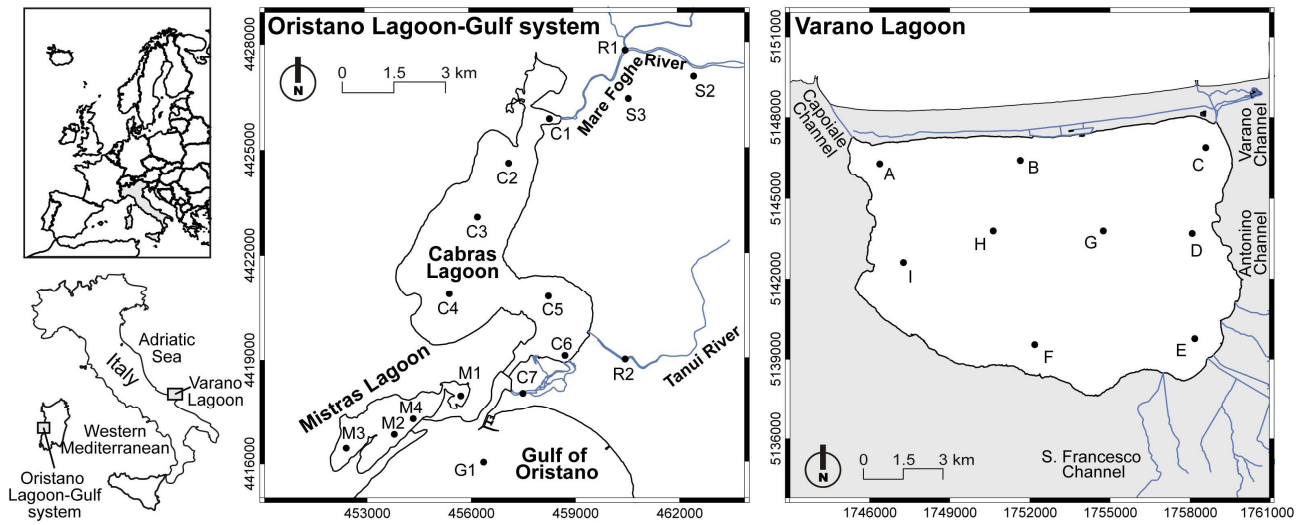 Adriatic
Sea
Italy
Varano
Lagoon
Western
Mediterranean
Oristano
Lagoon-Gulf
system
Oristano Lagoon-Gulf system
0 1.5 3 km
N
R1
Mare Foghe River
S2
S3
C1
C2
C3
Cabras
Lagoon
C4
C5
C6
R2
Tanui River
C7
Mistras Lagoon
M1
M4
M2
M3
G1
Gulf of
Oristano
4428000
4425000
4422000
4419000
4416000
453000 456000 459000 462000
Varano Lagoon
Capoiale
Channel
Varano
Channel
Antonino
Channel
A
B
C
H
G
D
I
F
E
N
0 1.5 3 km
S. Francesco
Channel
5151000
5148000
5145000
5142000
5139000
5136000
1746000 1749000 1752000 1755000 1758000 1761000